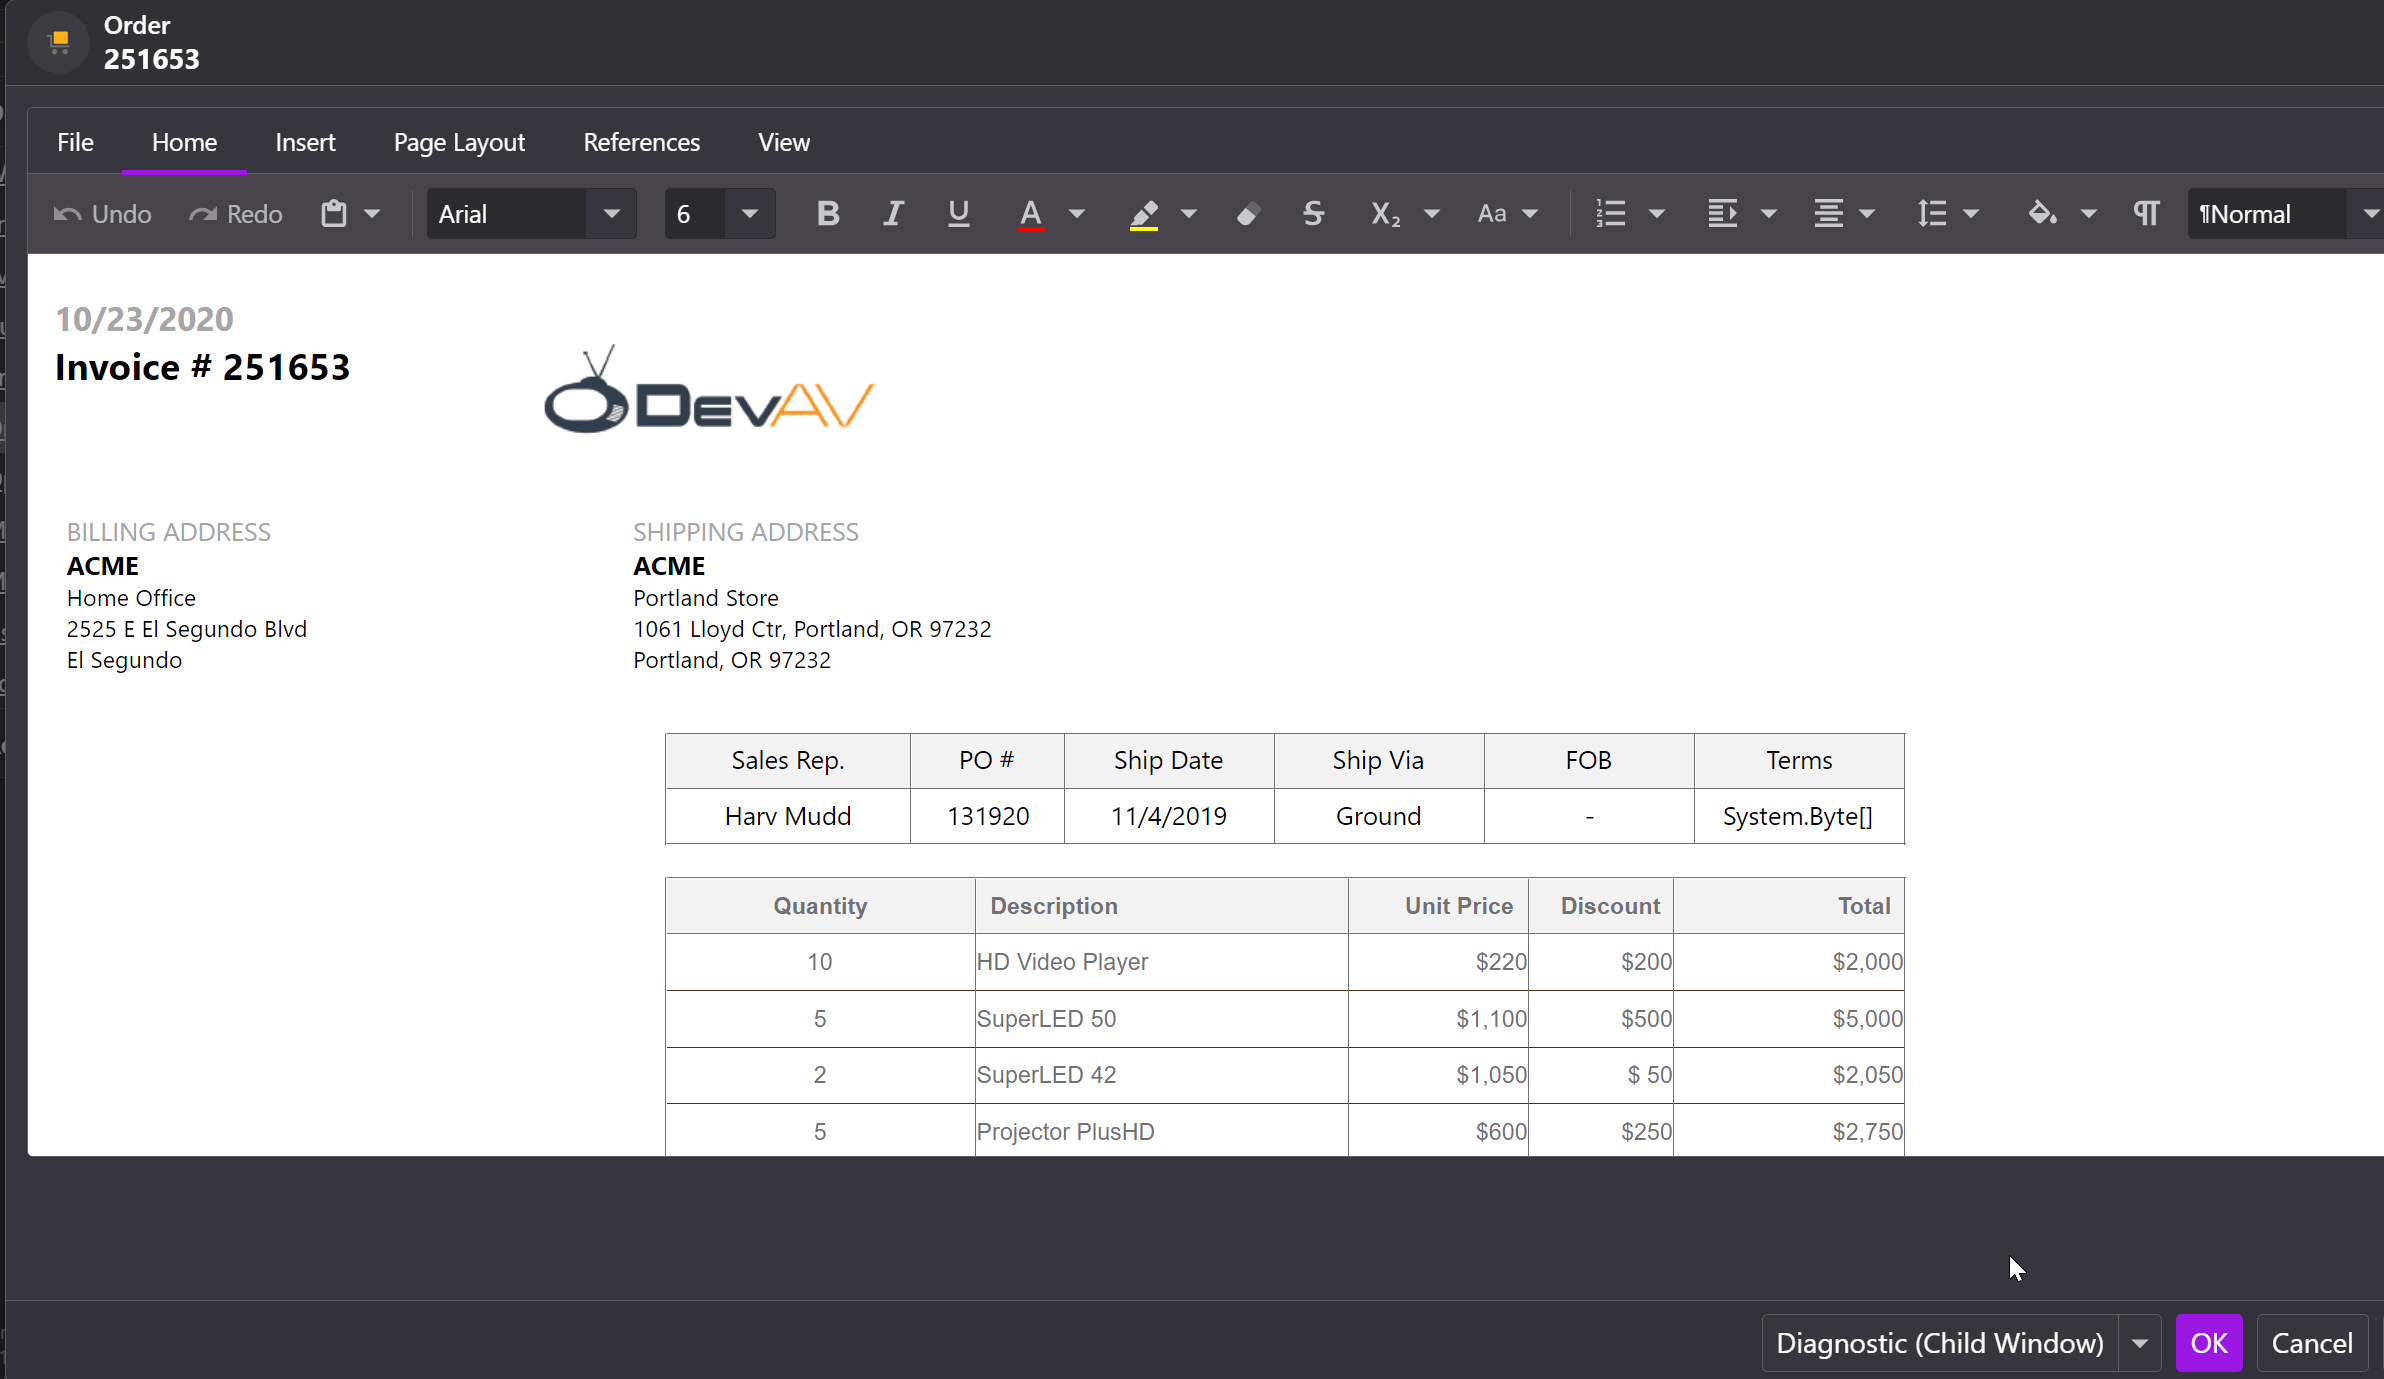 Order
251653
File Home Insert Page Layout References View
Undo Redo Arial 6 B I U A X₂ Aa ¶Normal
10/23/2020
Invoice # 251653
DevAV
BILLING ADDRESS SHIPPING ADDRESS
ACME ACME
Home Office Portland Store
2525 E El Segundo Blvd 1061 Lloyd Ctr, Portland, OR 97232
El Segundo Portland, OR 97232
Sales Rep. PO # Ship Date Ship Via FOB Terms
Harv Mudd 131920 11/4/2019 Ground - System.Byte[]
Quantity Description Unit Price Discount Total
10 HD Video Player $220 $200 $2,000
5 SuperLED 50 $1,100 $500 $5,000
2 SuperLED 42 $1,050 $ 50 $2,050
5 Projector PlusHD $600 $250 $2,750
Diagnostic (Child Window) OK Cancel